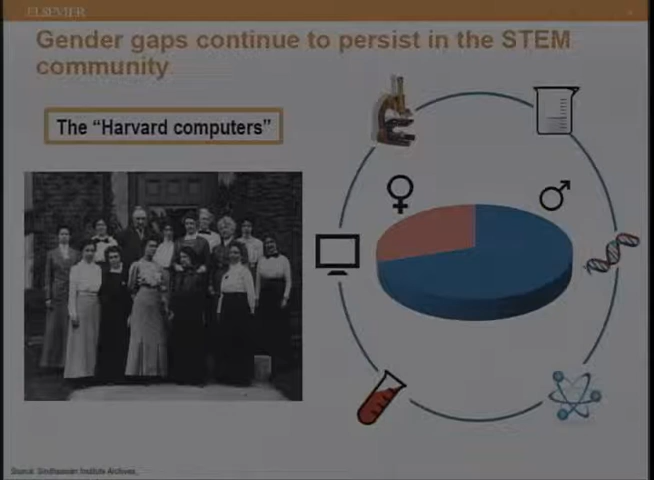 ELSEVIER
Gender gaps continue to persist in the STEM
community
The “Harvard computers”
Source: Smithsonian Institute Archives.